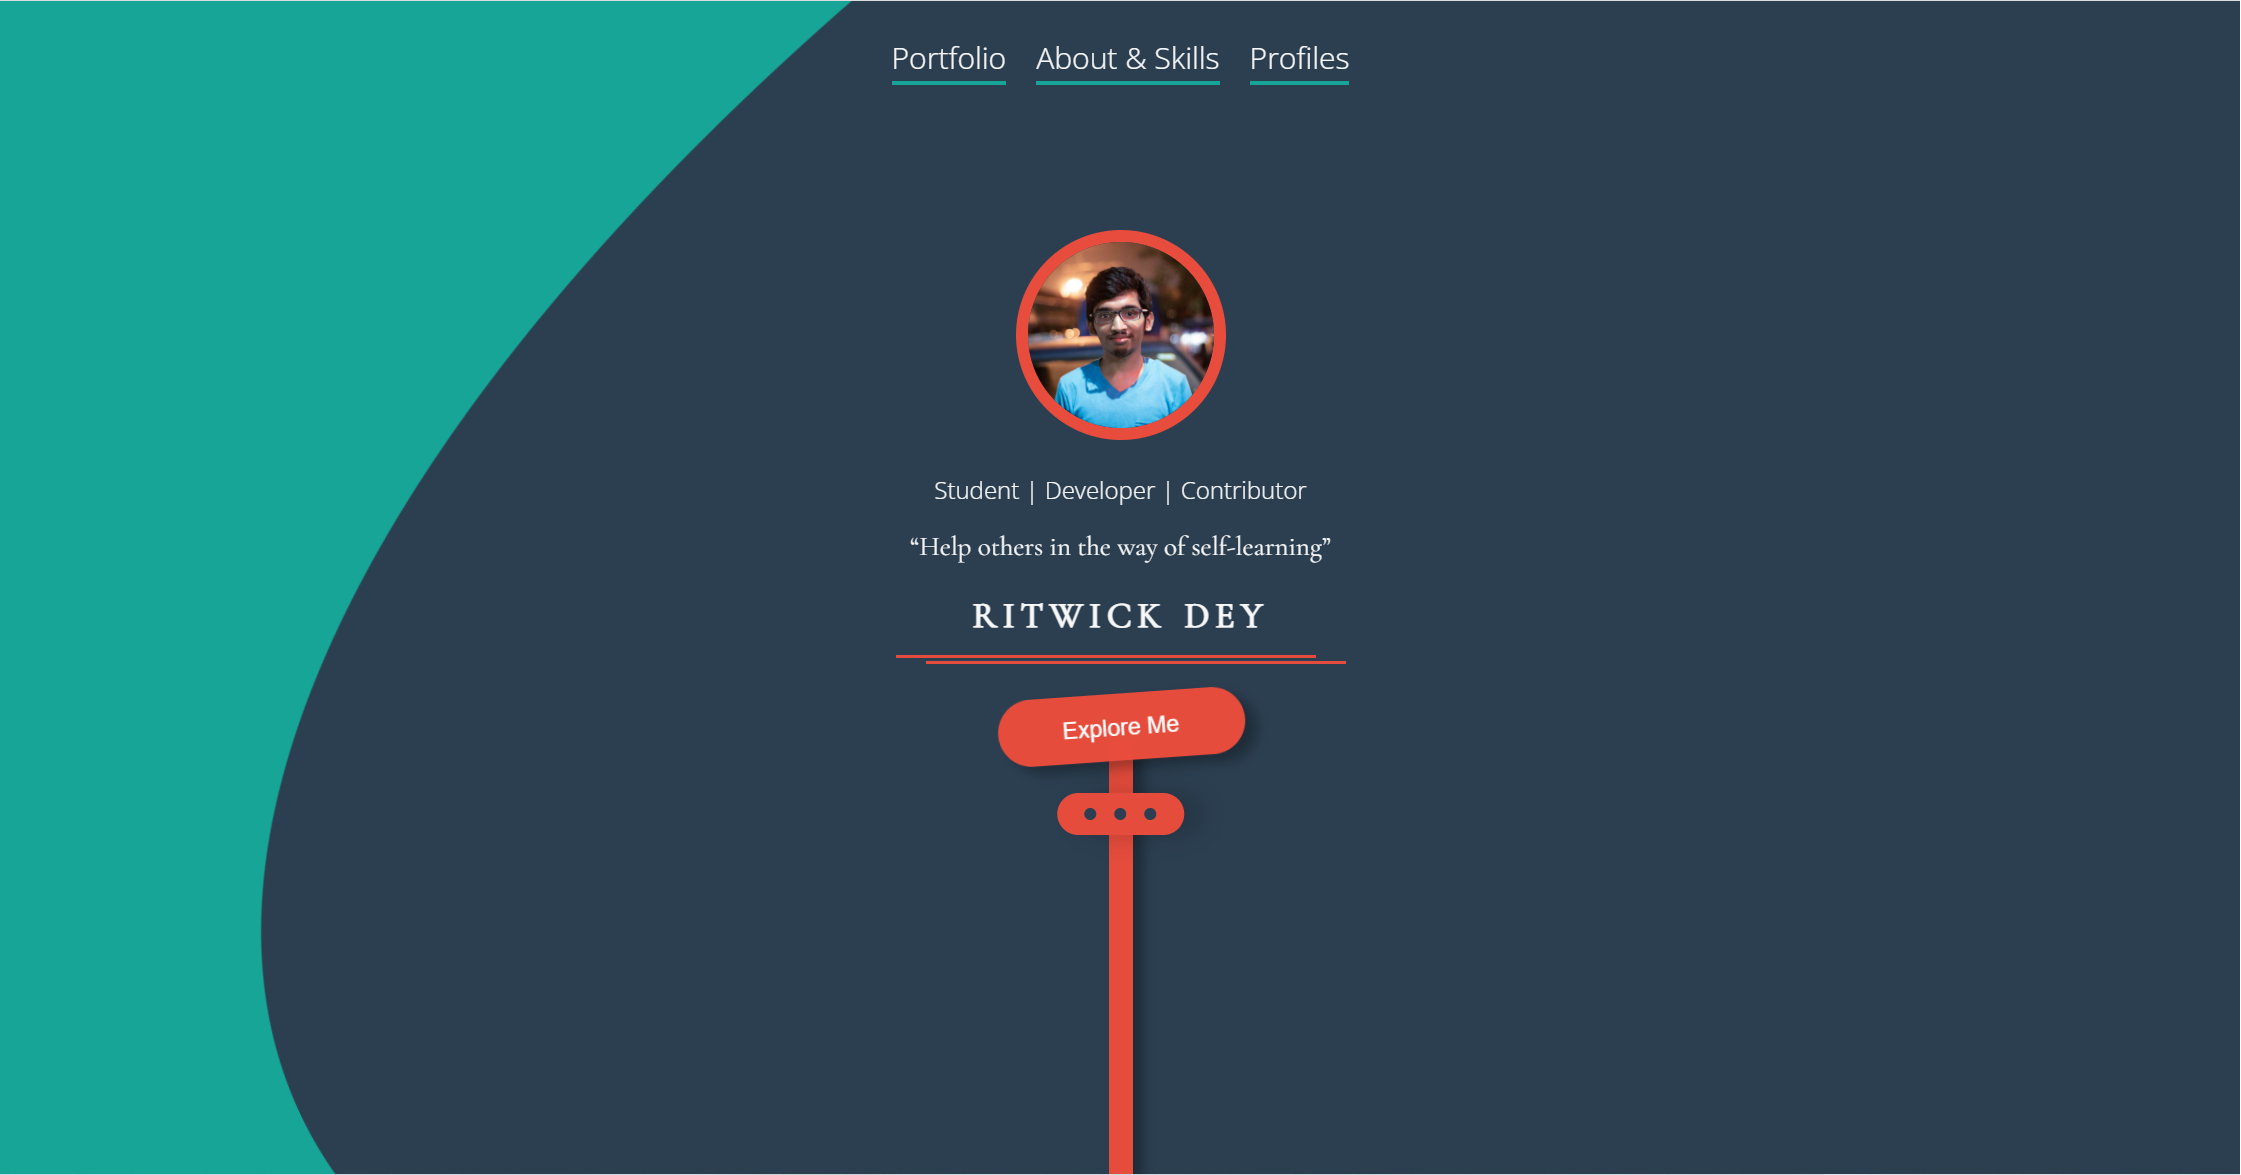 Portfolio About & Skills Profiles
Student | Developer | Contributor
“Help others in the way of self-learning”
RITWICK DEY
Explore Me